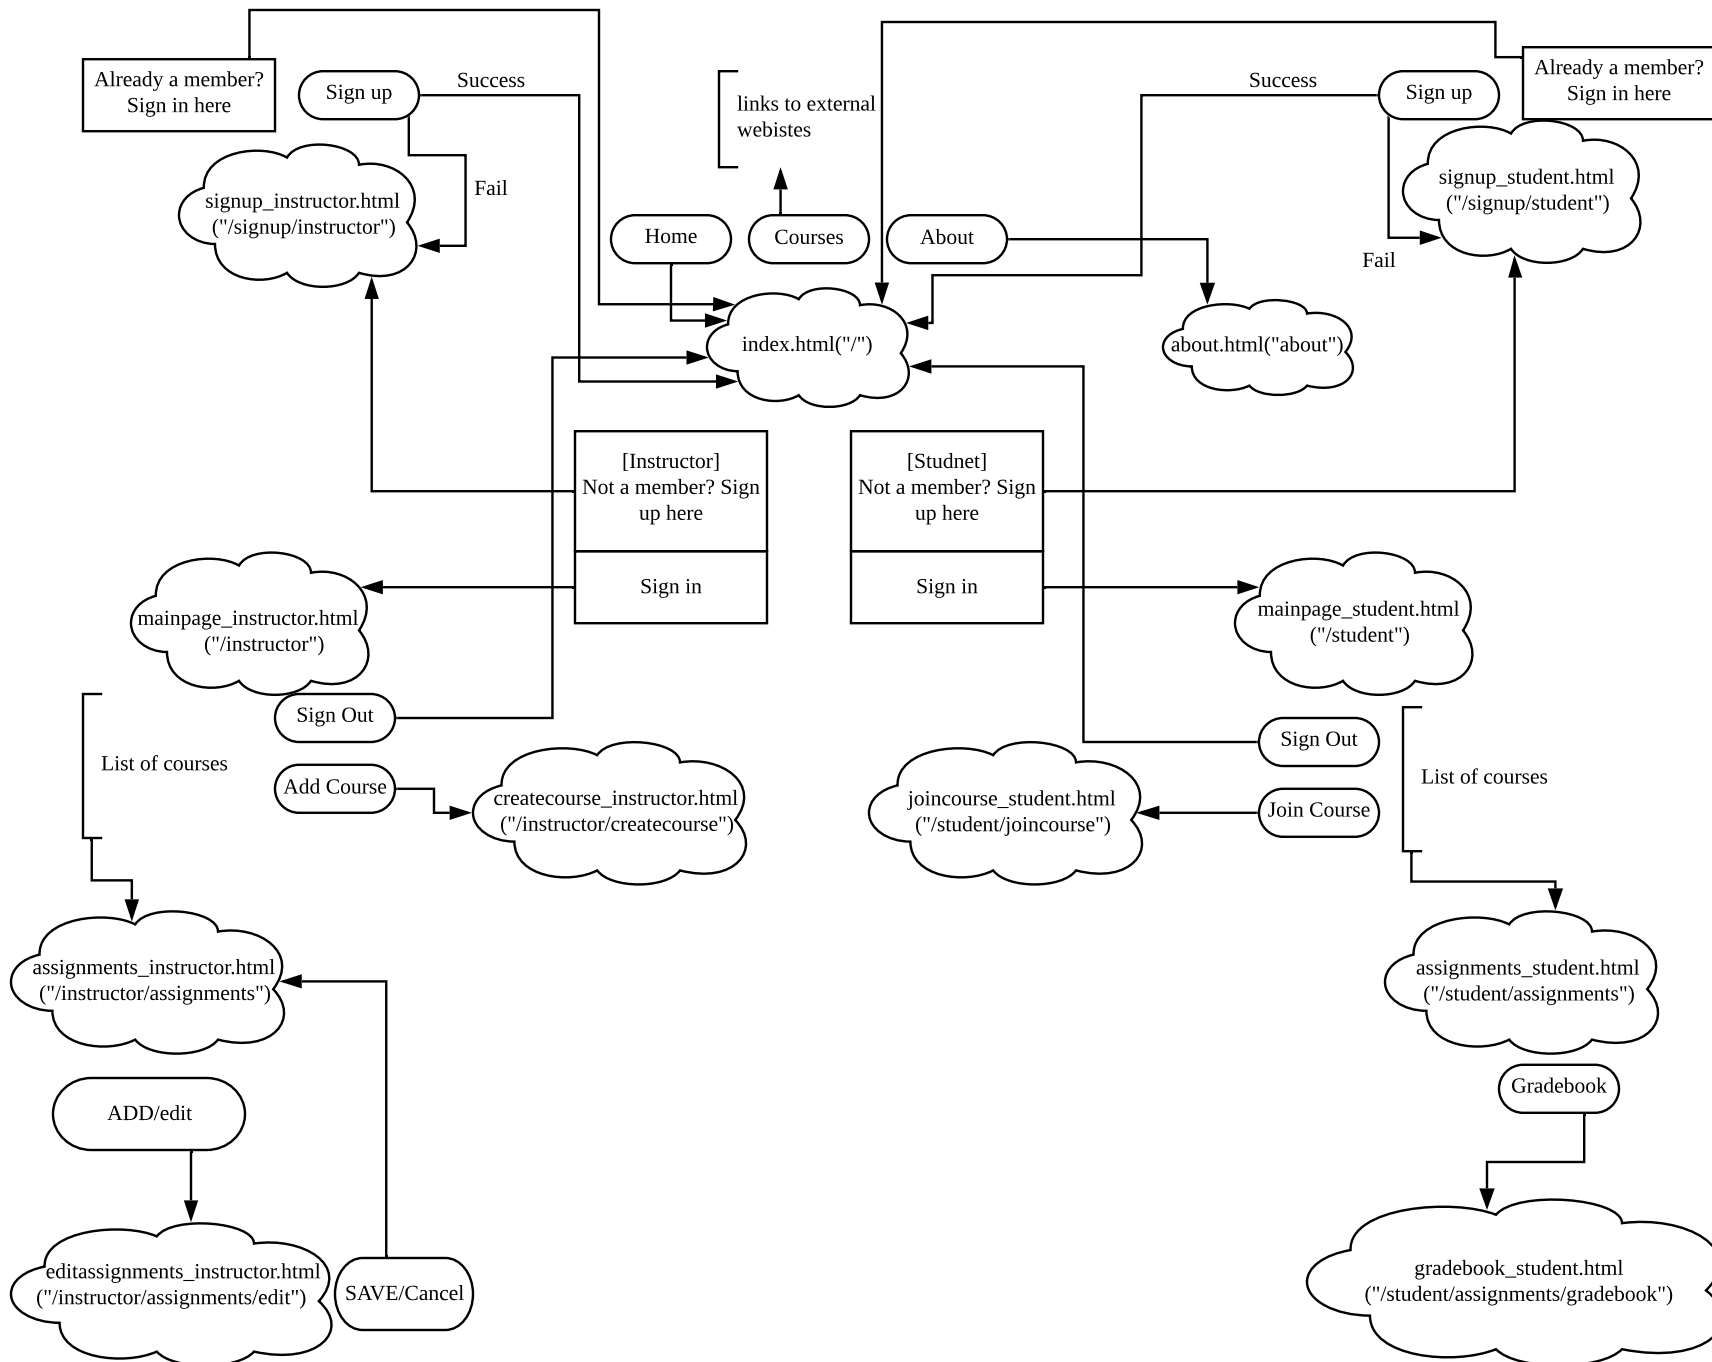 Already a member?
Sign in here
Sign up
Success
links to external
webistes
Success
Sign up
Already a member?
Sign in here
signup_instructor.html
("/signup/instructor")
Fail
Home
Courses
About
signup_student.html
("/signup/student")
Fail
index.html("/")
about.html("about")
[Instructor]
Not a member? Sign
up here
Sign in
[Studnet]
Not a member? Sign
up here
Sign in
mainpage_instructor.html
("/instructor")
mainpage_student.html
("/student")
Sign Out
List of courses
Add Course
createcourse_instructor.html
("/instructor/createcourse")
joincourse_student.html
("/student/joincourse")
Sign Out
Join Course
List of courses
assignments_instructor.html
("/instructor/assignments")
assignments_student.html
("/student/assignments")
ADD/edit
Gradebook
editassignments_instructor.html
("/instructor/assignments/edit")
SAVE/Cancel
gradebook_student.html
("/student/assignments/gradebook")